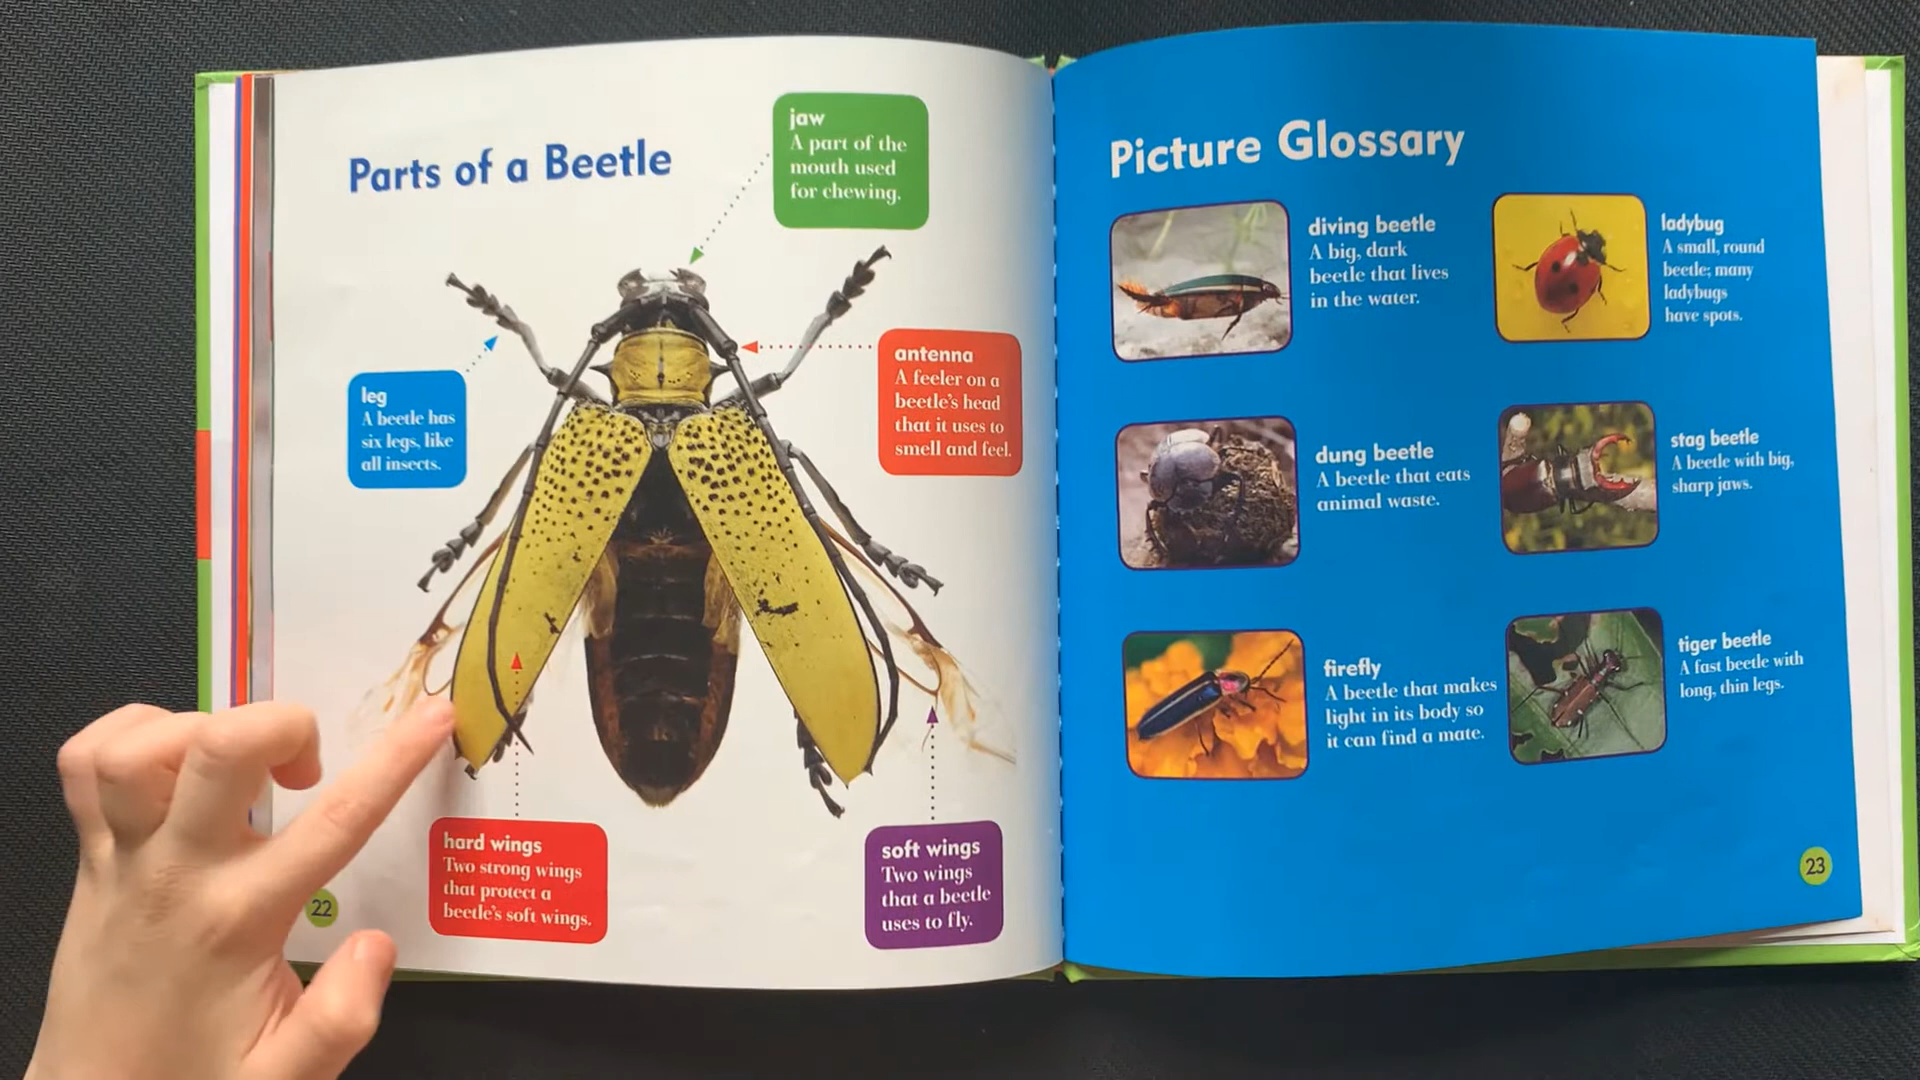 Parts of a Beetle
jaw
A part of the
mouth used
for chewing.
leg
A beetle has
six legs, like
all insects.
antenna
A feeler on a
beetle's head
that it uses to
smell and feel.
hard wings
Two strong wings
that protect a
beetle's soft wings.
soft wings
Two wings
that a beetle
uses to fly.
22
Picture Glossary
diving beetle
A big, dark
beetle that lives
in the water.
ladybug
A small, round
beetle; many
ladybugs
have spots.
dung beetle
A beetle that eats
animal waste.
stag beetle
A beetle with big,
sharp jaws.
firefly
A beetle that makes
light in its body so
it can find a mate.
tiger beetle
A fast beetle with
long, thin legs.
23